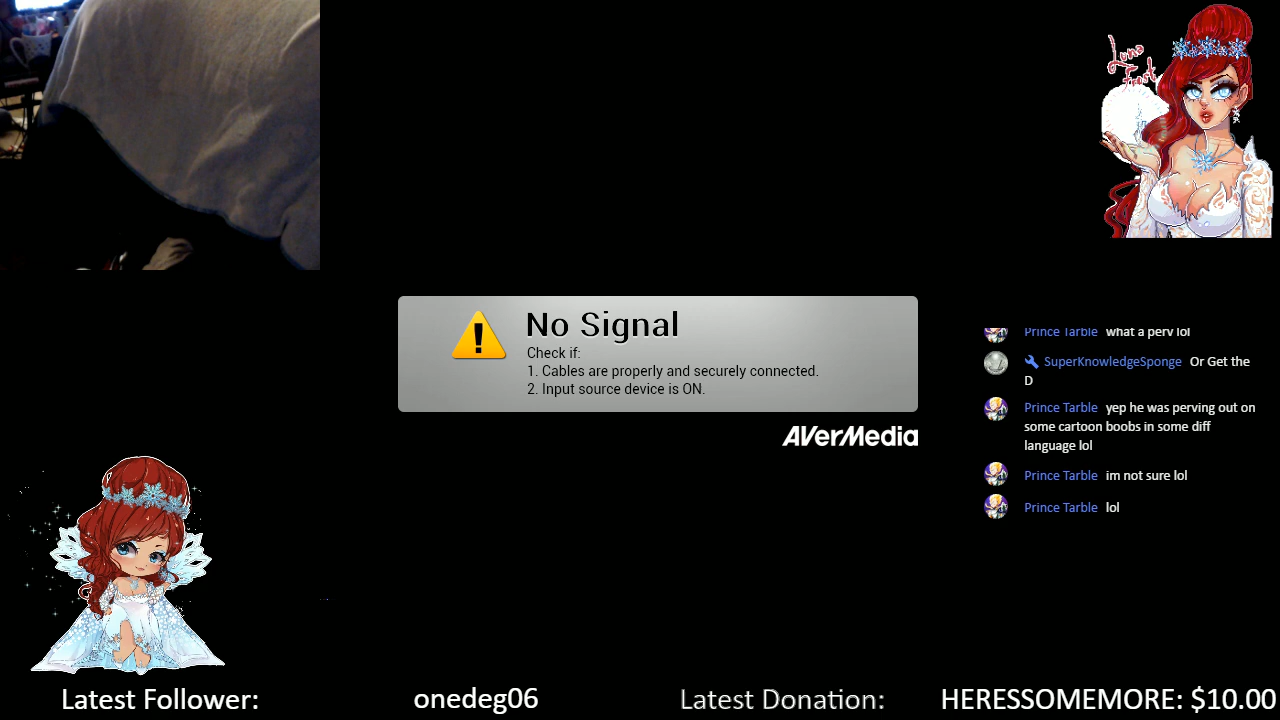 Luna
Frost
No Signal
Check if:
1. Cables are properly and securely connected.
2. Input source device is ON.
AVerMedia
Prince Tarble what a perv lol
SuperKnowledgeSponge Or Get the
D
Prince Tarble yep he was perving out on
some cartoon boobs in some diff
language lol
Prince Tarble im not sure lol
Prince Tarble lol
Latest Follower: onedeg06 Latest Donation: HERESSOMEMORE: $10.00